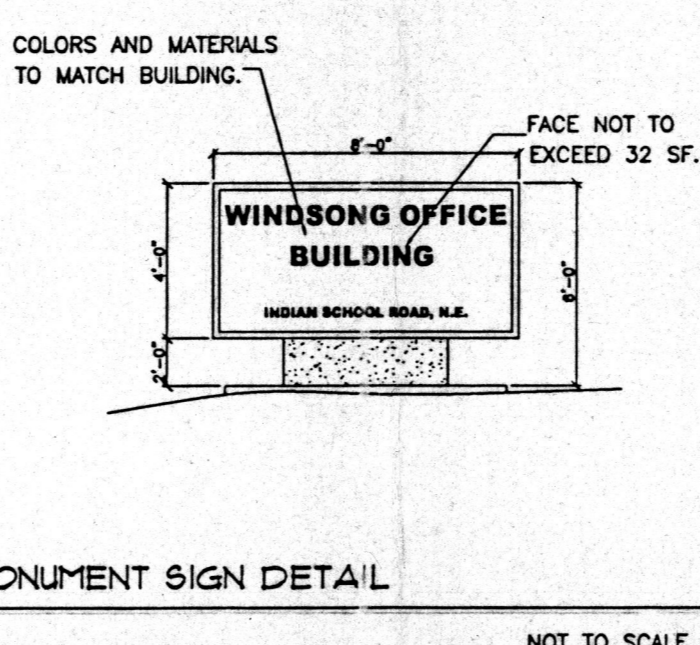 COLORS AND MATERIALS
TO MATCH BUILDING.
FACE NOT TO
EXCEED 32 SF.
8'-0"
WINDSONG OFFICE
BUILDING
INDIAN SCHOOL ROAD, N.E.
4'-0"
2'-0"
6'-0"
ONUMENT SIGN DETAIL
NOT TO SCALE